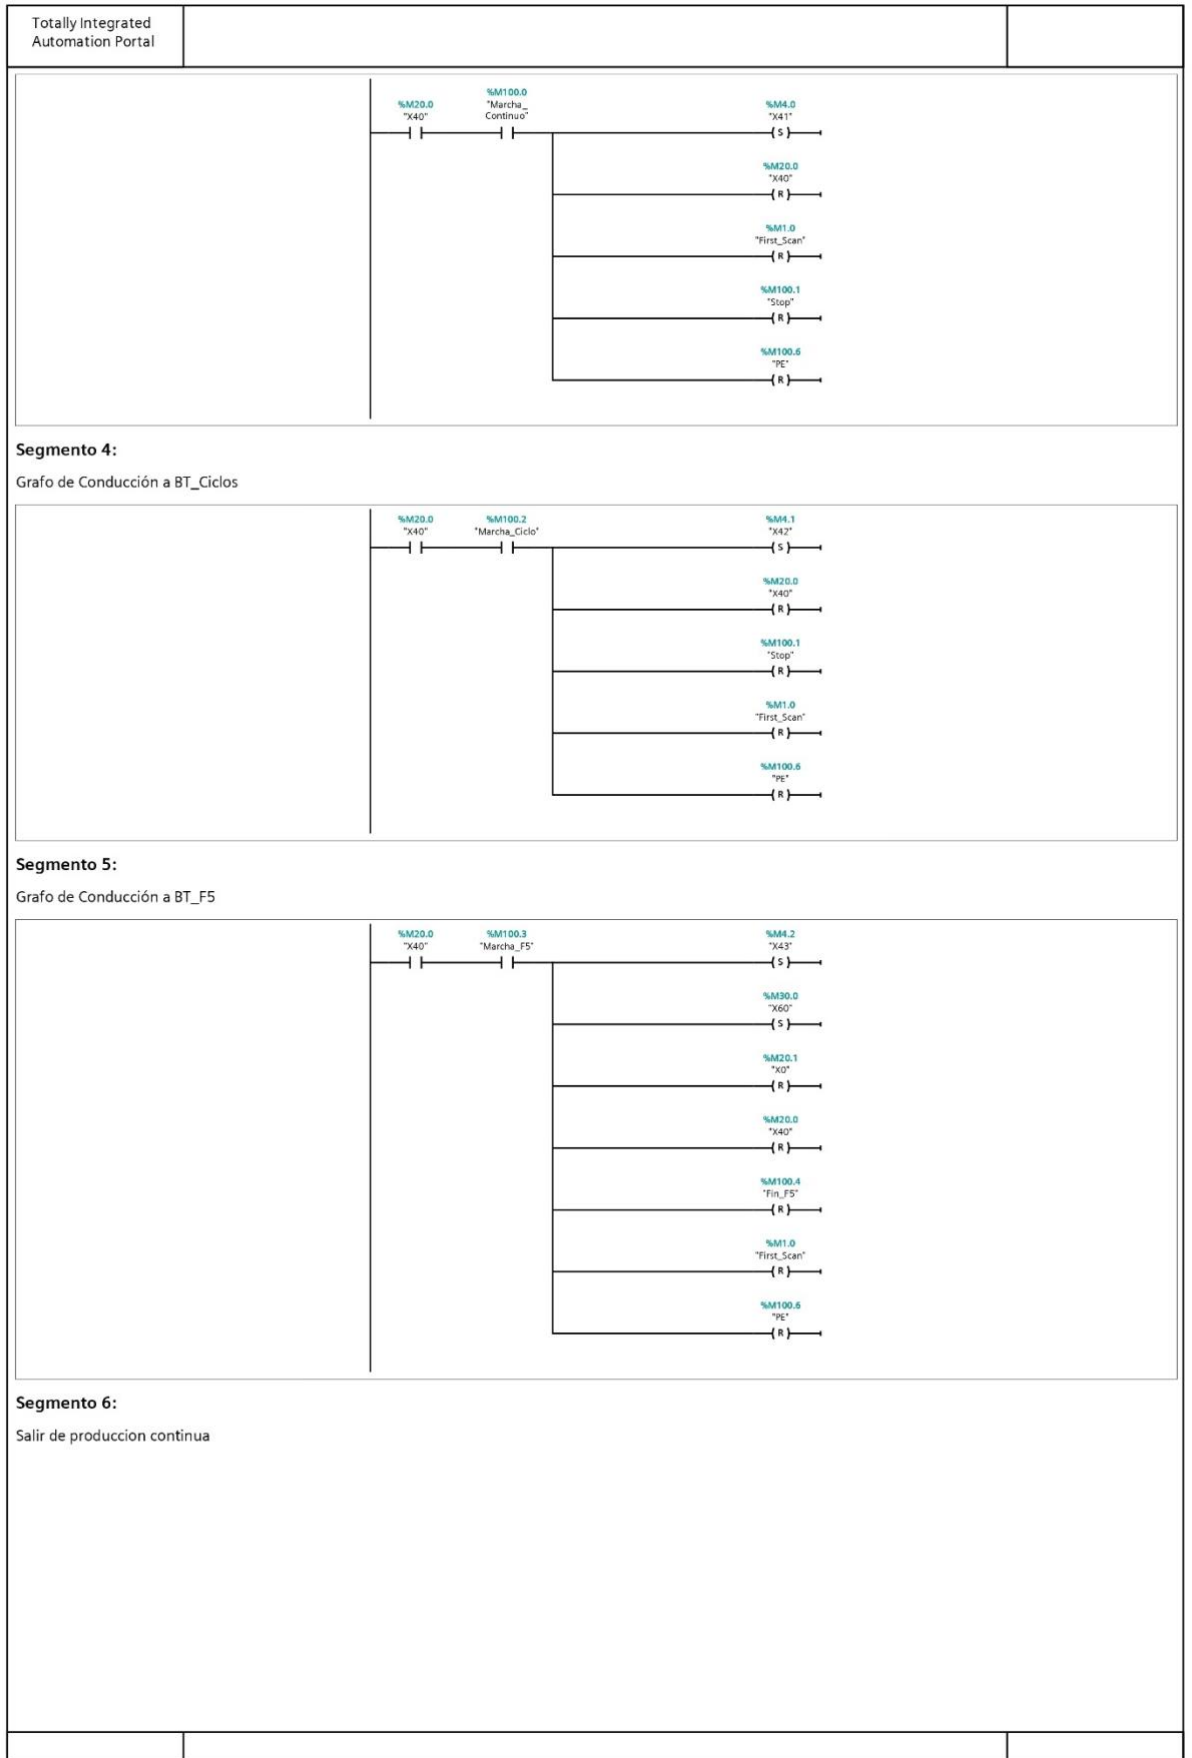 Totally Integrated
Automation Portal
%M20.0
"X40"
%M100.0
"Marcha_
Continuo"
%M4.0
"X41"
S
%M20.0
"X40"
R
%M1.0
"First_Scan"
R
%M100.1
"Stop"
R
%M100.6
"PE"
R
Segmento 4:
Grafo de Conducción a BT_Ciclos
%M20.0
"X40"
%M100.2
"Marcha_Ciclo"
%M4.1
"X42"
S
%M20.0
"X40"
R
%M100.1
"Stop"
R
%M1.0
"First_Scan"
R
%M100.6
"PE"
R
Segmento 5:
Grafo de Conducción a BT_F5
%M20.0
"X40"
%M100.3
"Marcha_F5"
%M4.2
"X43"
S
%M30.0
"X60"
S
%M20.1
"X0"
R
%M20.0
"X40"
R
%M100.4
"Fin_F5"
R
%M1.0
"First_Scan"
R
%M100.6
"PE"
R
Segmento 6:
Salir de produccion continua